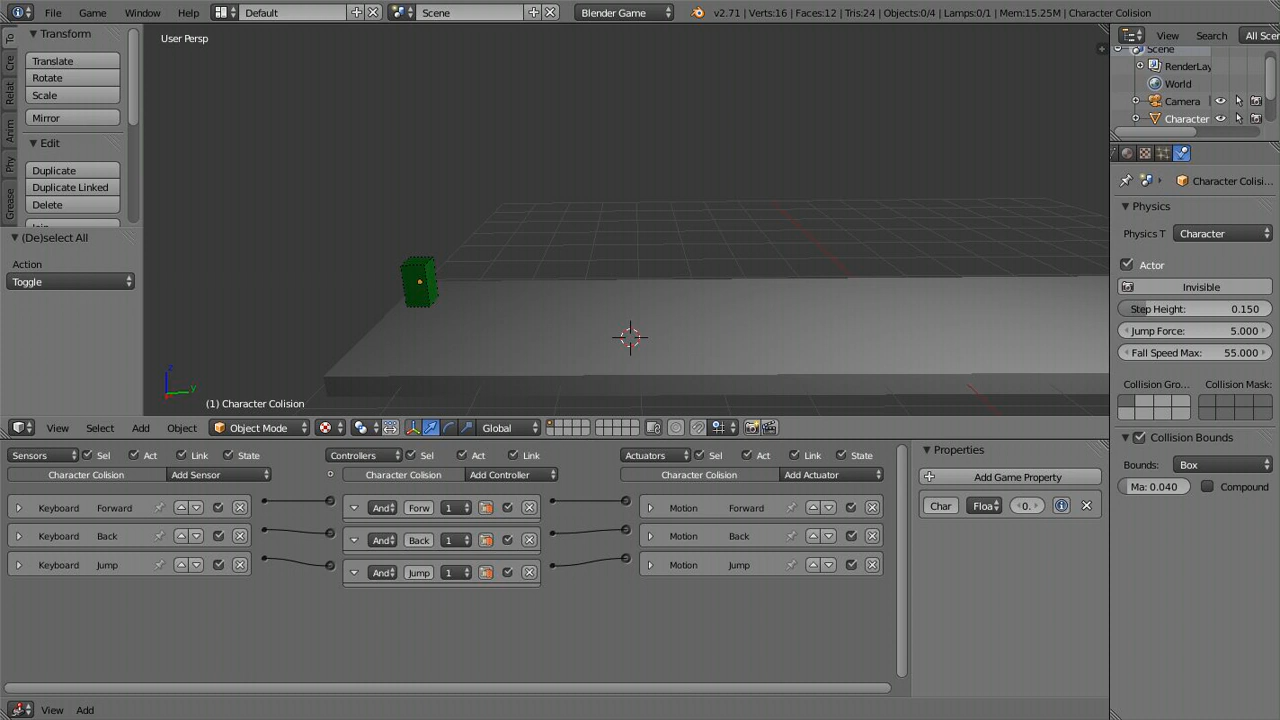 File Game Window Help Default Scene Blender Game v2.71 | Verts:16 | Faces:12 | Tris:24 | Objects:0/4 | Lamps:0/1 | Mem:15.25M | Character Colision
To
Cre
Relat
Anim
Phy
Grease
Transform
Translate
Rotate
Scale
Mirror
Edit
Duplicate
Duplicate Linked
Delete
(De)select All
Action
Toggle
User Persp
z
y
(1) Character Colision
View Select Add Object Object Mode Global
View Search All Scen
Scene
RenderLay
World
Camera
Character
Character Colisi...
Physics
Physics T Character
Actor
Invisible
Step Height: 0.150
Jump Force: 5.000
Fall Speed Max: 55.000
Collision Gro... Collision Mask:
Collision Bounds
Bounds: Box
Ma: 0.040 Compound
Sensors Sel Act Link State Controllers Sel Act Link Actuators Sel Act Link State
Character Colision Add Sensor Character Colision Add Controller Character Colision Add Actuator
Keyboard Forward And Forw 1 Motion Forward
Keyboard Back And Back 1 Motion Back
Keyboard Jump And Jump 1 Motion Jump
Properties
Add Game Property
Char Floa 0.
View Add